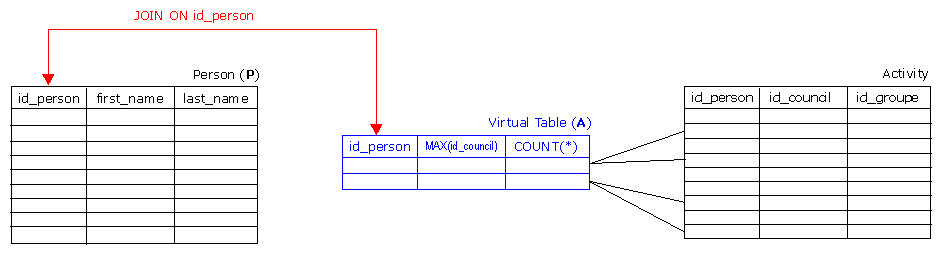 JOIN ON id_person
Person (P)
id_person first_name last_name
Virtual Table (A)
id_person MAX(id_council) COUNT(*)
Activity
id_person id_council id_groupe